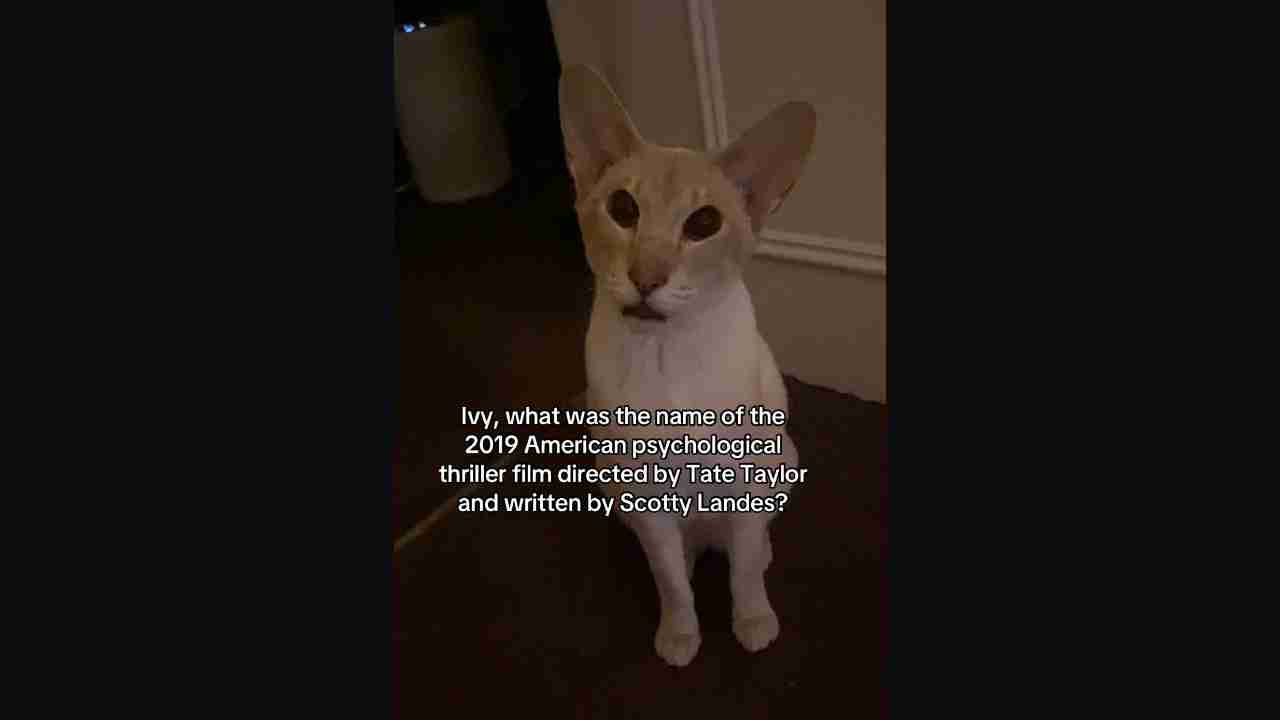 Ivy, what was the name of the
2019 American psychological
thriller film directed by Tate Taylor
and written by Scotty Landes?